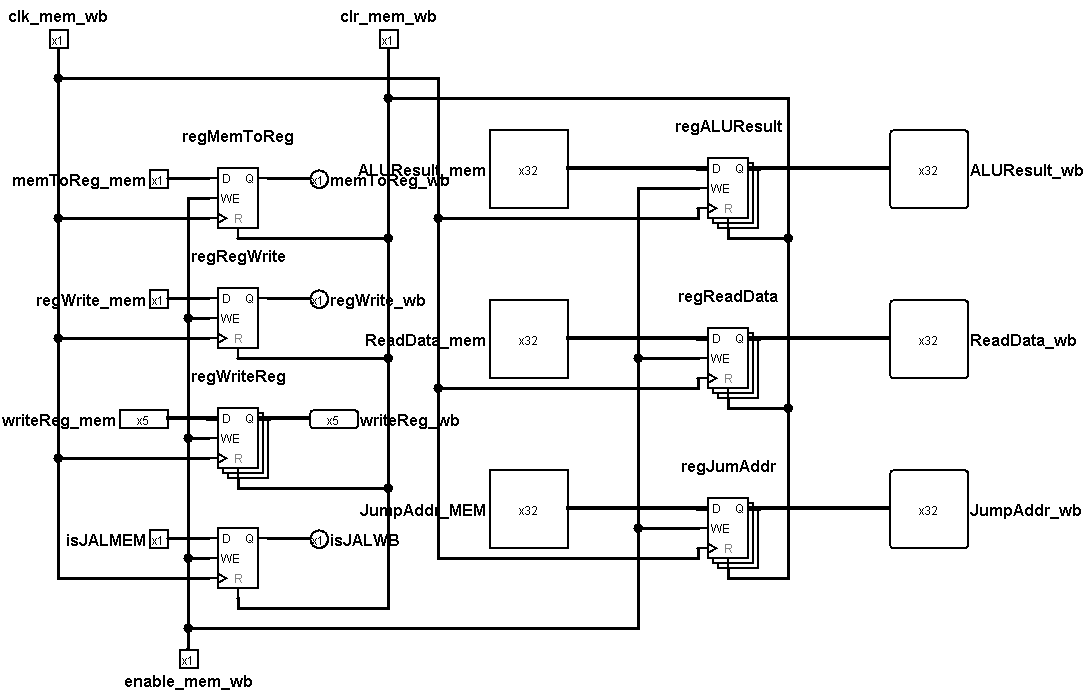 clk_mem_wb
clr_mem_wb
x1
x1
regMemToReg
regALUResult
memToReg_mem
x1
D
Q
WE
R
x1
memToReg_wb
ALUResult_mem
x32
D
Q
WE
R
x32
ALUResult_wb
regRegWrite
regWrite_mem
x1
D
Q
WE
R
x1
regWrite_wb
regReadData
ReadData_mem
x32
D
Q
WE
R
x32
ReadData_wb
regWriteReg
writeReg_mem
x5
D
Q
WE
R
x5
writeReg_wb
regJumAddr
JumpAddr_MEM
x32
D
Q
WE
R
x32
JumpAddr_wb
isJALMEM
x1
D
Q
WE
R
x1
isJALWB
x1
enable_mem_wb